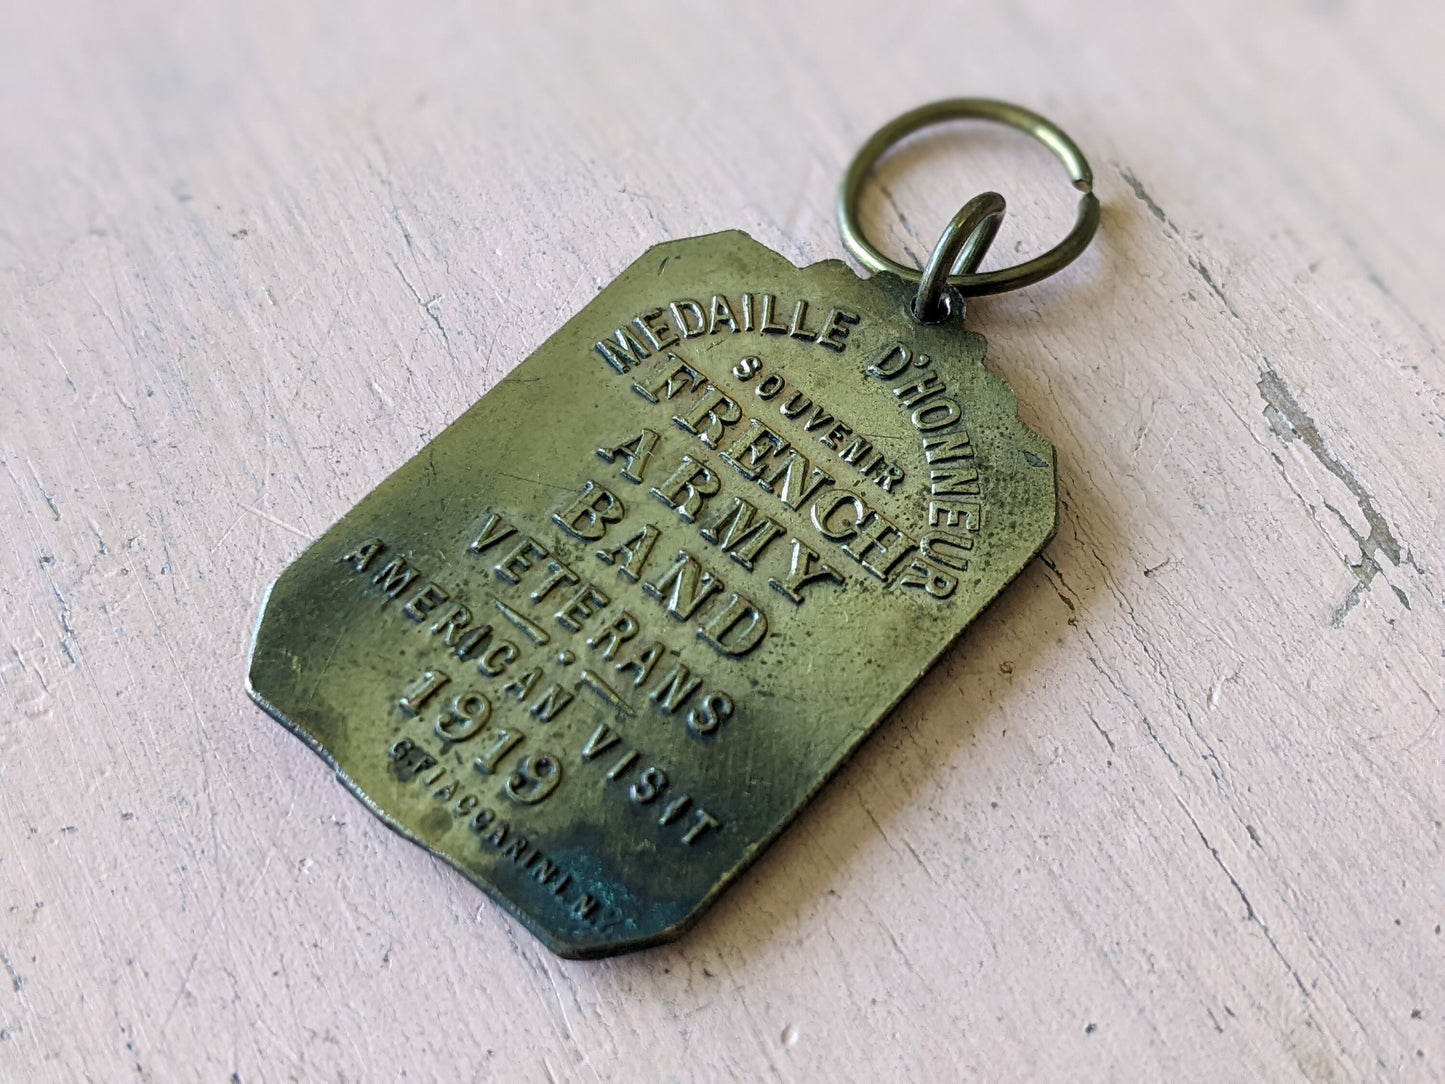 MEDAILLE D'HONNEUR
SOUVENIR
FRENCH
ARMY
BAND
VETERANS
AMERICAN VISIT
1919
N.Y.